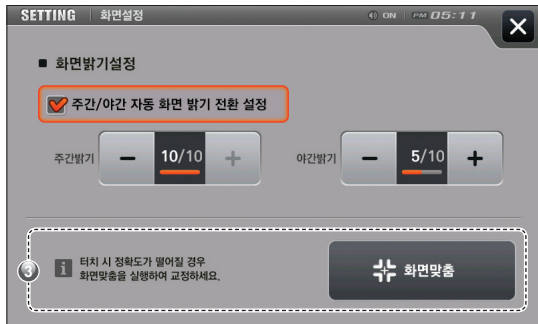 SETTING 화면설정 ON PM 05:11
■ 화면밝기설정
주간/야간 자동 화면 밝기 전환 설정
주간밝기 − 10/10 + 야간밝기 − 5/10 +
3 i 터치 시 정확도가 떨어질 경우
화면맞춤을 실행하여 교정하세요.
화면맞춤